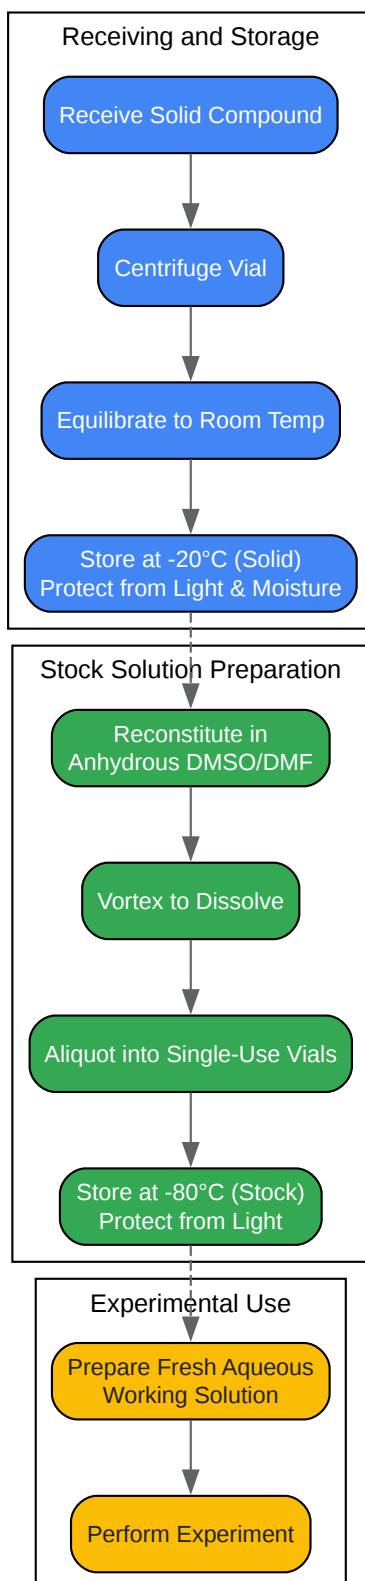 Receiving and Storage
Receive Solid Compound
Centrifuge Vial
Equilibrate to Room Temp
Store at -20°C (Solid)
Protect from Light & Moisture
Stock Solution Preparation
Reconstitute in
Anhydrous DMSO/DMF
Vortex to Dissolve
Aliquot into Single-Use Vials
Store at -80°C (Stock)
Protect from Light
Experimental Use
Prepare Fresh Aqueous
Working Solution
Perform Experiment